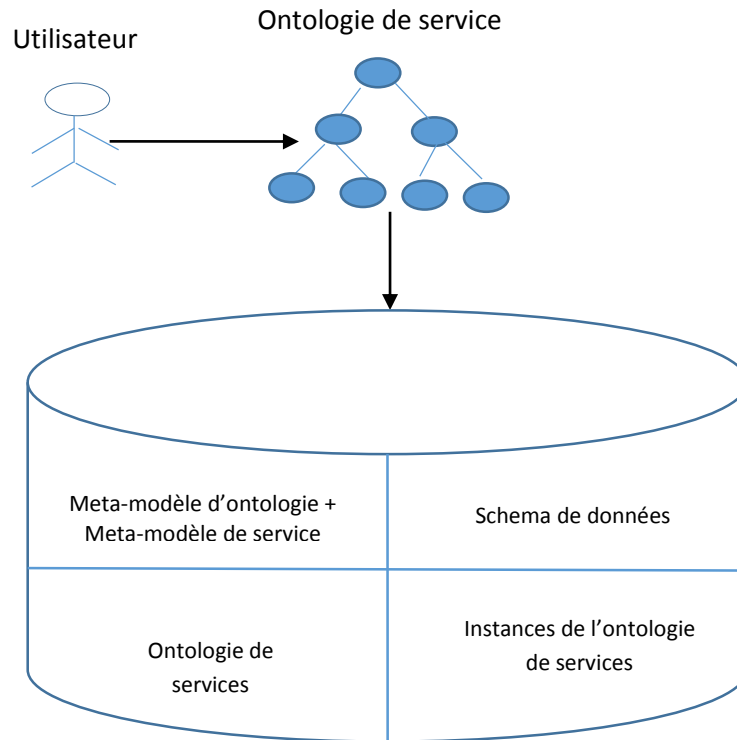 Utilisateur
Ontologie de service
Meta-modèle d’ontologie +
Meta-modèle de service
Schema de données
Ontologie de
services
Instances de l’ontologie
de services